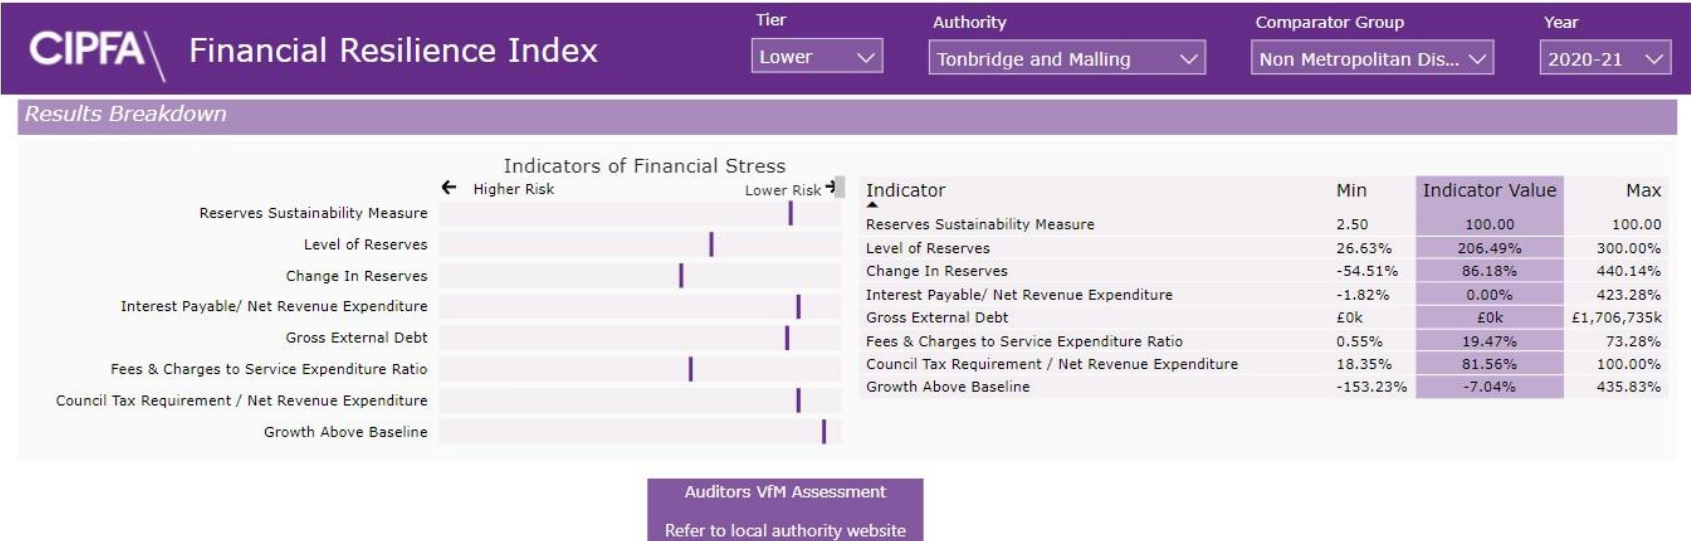 CIPFA\ Financial Resilience Index
Tier
Lower
Authority
Tonbridge and Malling
Comparator Group
Non Metropolitan Dis...
Year
2020-21
Results Breakdown
Indicators of Financial Stress
Higher Risk Lower Risk
Reserves Sustainability Measure
Level of Reserves
Change In Reserves
Interest Payable/ Net Revenue Expenditure
Gross External Debt
Fees & Charges to Service Expenditure Ratio
Council Tax Requirement / Net Revenue Expenditure
Growth Above Baseline
Indicator Min Indicator Value Max
Reserves Sustainability Measure 2.50 100.00 100.00
Level of Reserves 26.63% 206.49% 300.00%
Change In Reserves -54.51% 86.18% 440.14%
Interest Payable/ Net Revenue Expenditure -1.82% 0.00% 423.28%
Gross External Debt £0k £0k £1,706,735k
Fees & Charges to Service Expenditure Ratio 0.55% 19.47% 73.28%
Council Tax Requirement / Net Revenue Expenditure 18.35% 81.56% 100.00%
Growth Above Baseline -153.23% -7.04% 435.83%
Auditors VfM Assessment
Refer to local authority website